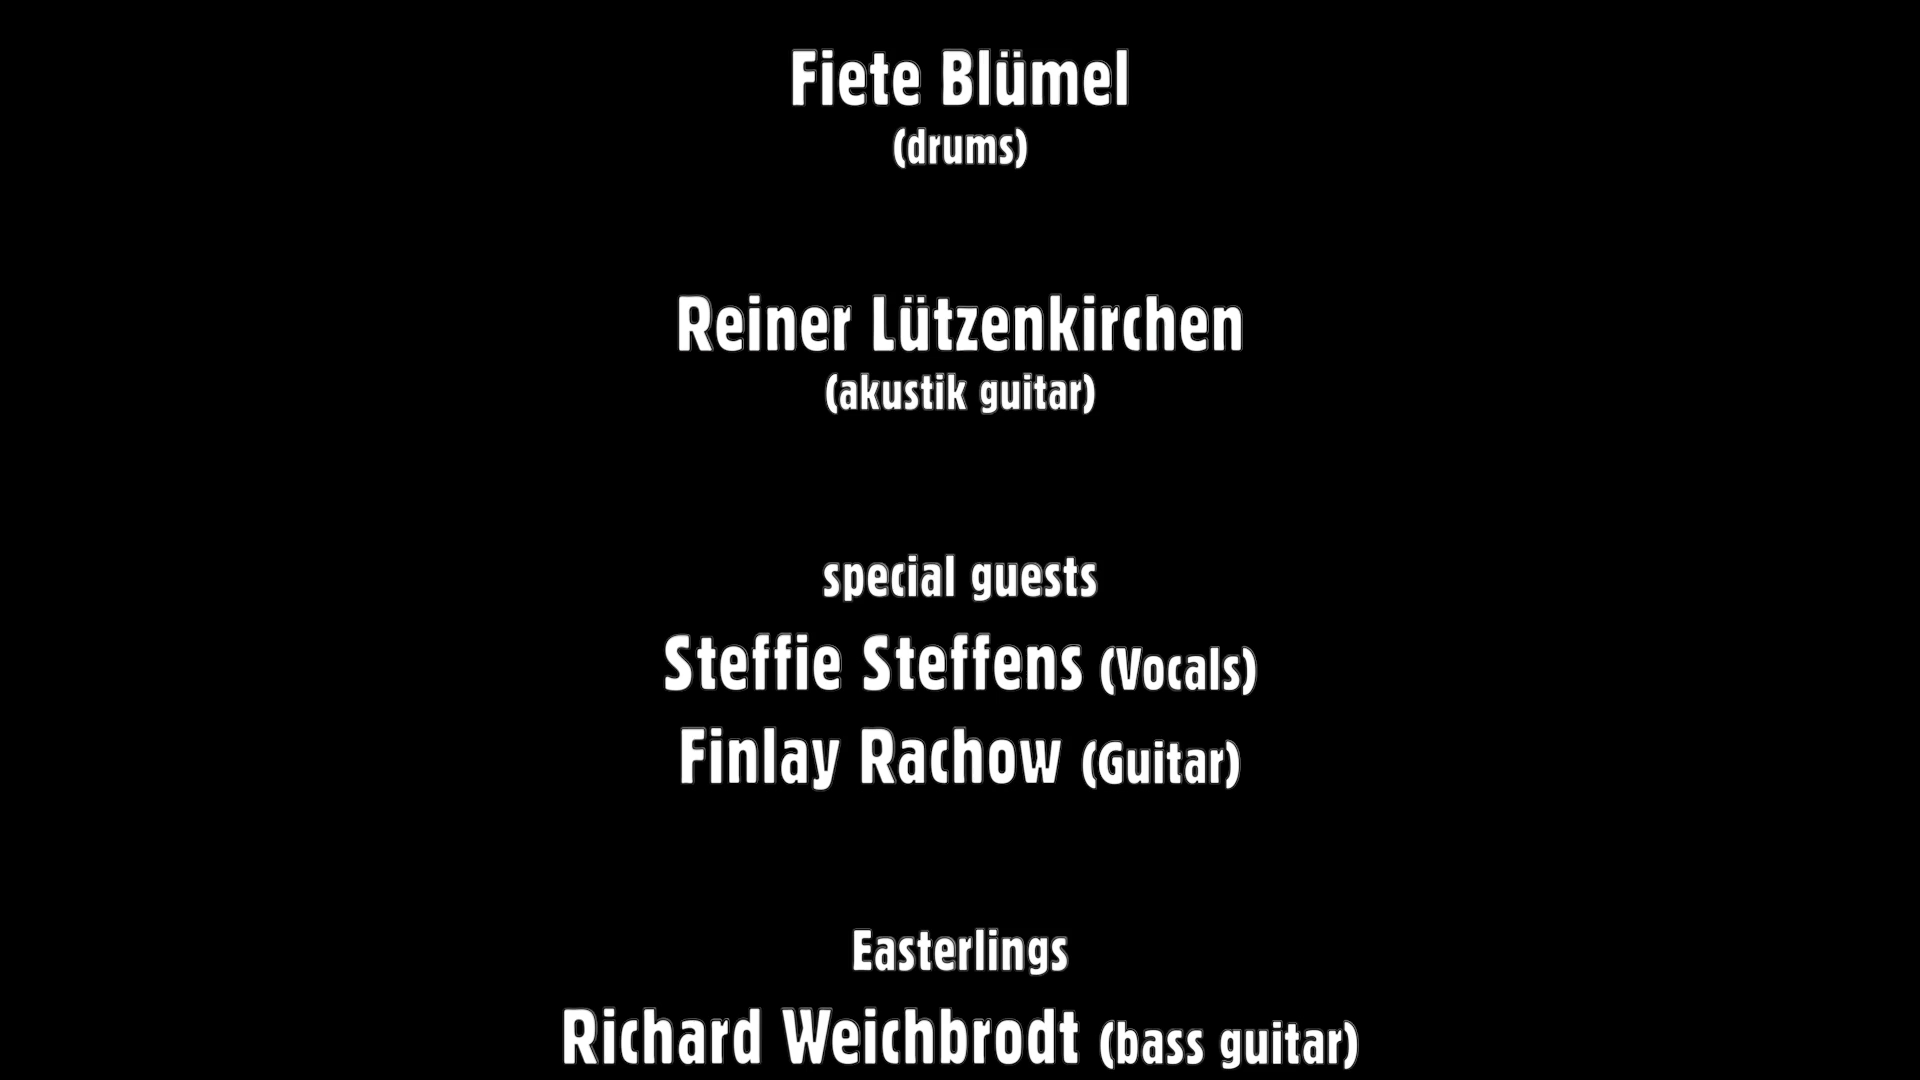 Fiete Blümel
(drums)
Reiner Lützenkirchen
(akustik guitar)
special guests
Steffie Steffens (Vocals)
Finlay Rachow (Guitar)
Easterlings
Richard Weichbrodt (bass guitar)